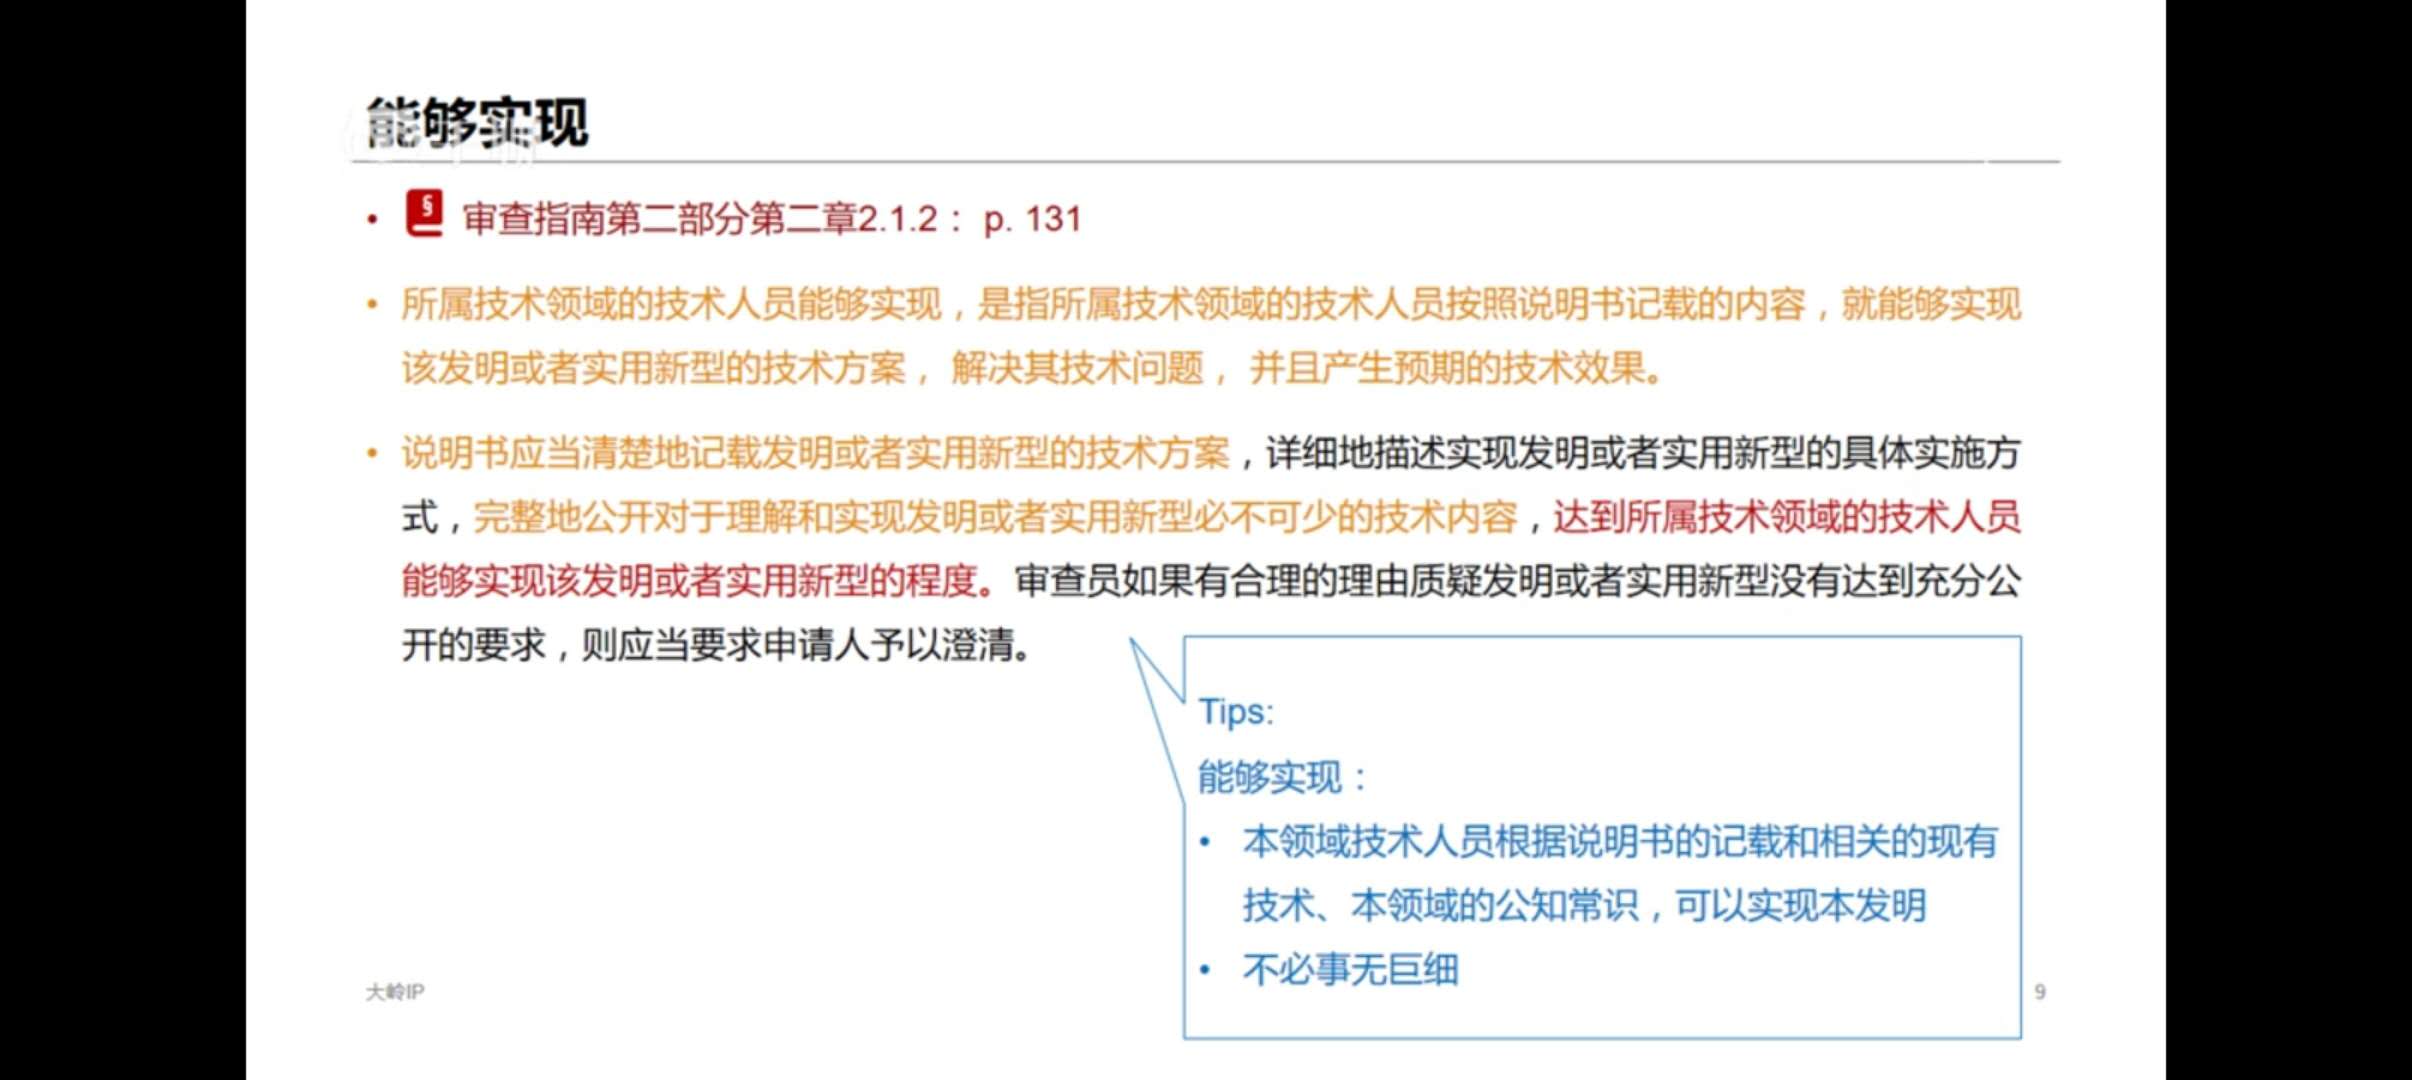 能够实现
• § 审查指南第二部分第二章2.1.2： p. 131
• 所属技术领域的技术人员能够实现，是指所属技术领域的技术人员按照说明书记载的内容，就能够实现
该发明或者实用新型的技术方案， 解决其技术问题， 并且产生预期的技术效果。
• 说明书应当清楚地记载发明或者实用新型的技术方案，详细地描述实现发明或者实用新型的具体实施方
式，完整地公开对于理解和实现发明或者实用新型必不可少的技术内容，达到所属技术领域的技术人员
能够实现该发明或者实用新型的程度。审查员如果有合理的理由质疑发明或者实用新型没有达到充分公
开的要求，则应当要求申请人予以澄清。
Tips:
能够实现：
• 本领域技术人员根据说明书的记载和相关的现有
技术、本领域的公知常识，可以实现本发明
• 不必事无巨细
大岭IP
9